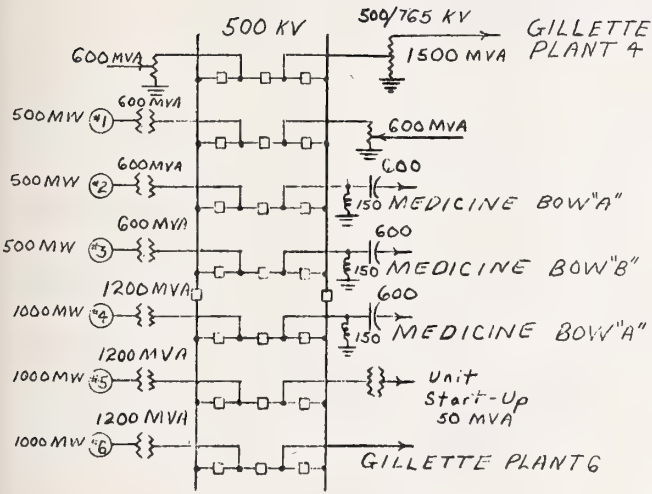 500 KV
500/765 KV
GILLETTE
PLANT 4
600 MVA
1500 MVA
600 MVA
500 MW #1
600 MVA
600 MVA
500 MW #2
600
150 MEDICINE BOW "A"
600 MVA
500 MW #3
600
150 MEDICINE BOW "B"
1200 MVA
1000 MW #4
600
150 MEDICINE BOW "A"
1200 MVA
1000 MW #5
Unit
Start-Up
50 MVA
1200 MVA
1000 MW #6
GILLETTE PLANT 6